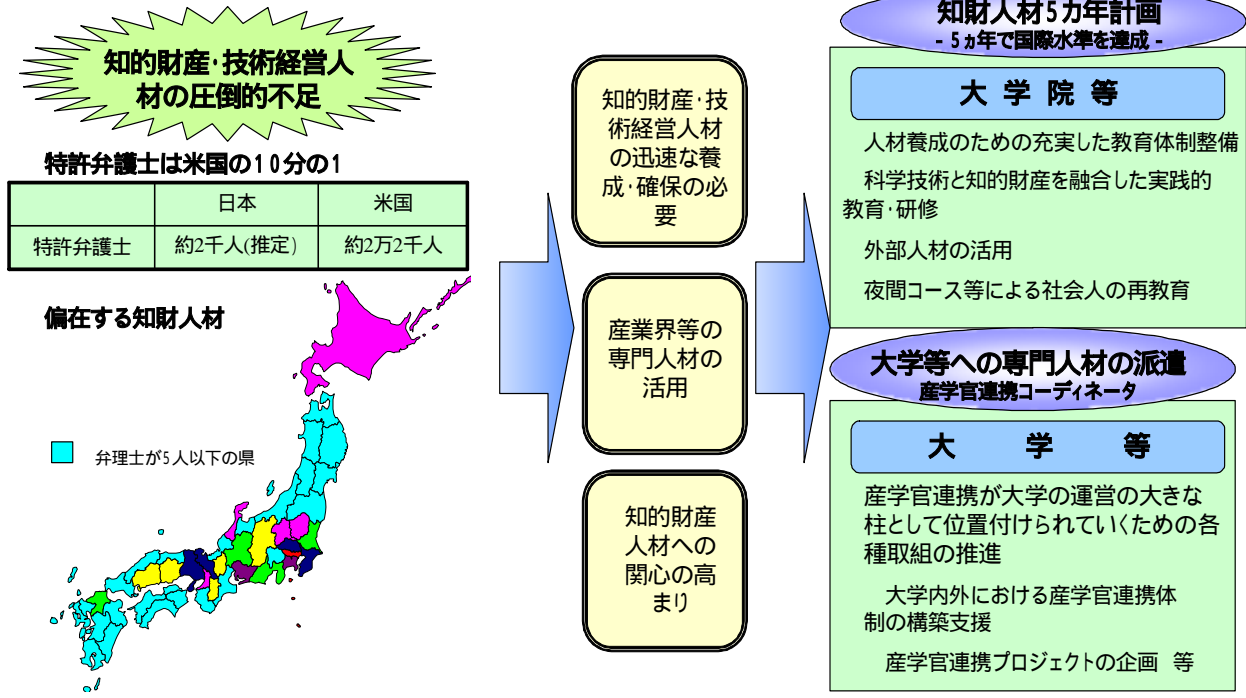 知的財産・技術経営人
材の圧倒的不足
特許弁護士は米国の10分の1
日本 米国
特許弁護士 約2千人(推定) 約2万2千人
偏在する知財人材
弁理士が5人以下の県
知的財産・技
術経営人材
の迅速な養
成・確保の必
要
産業界等の
専門人材の
活用
知的財産
人材への
関心の高
まり
知財人材5カ年計画
- 5ヵ年で国際水準を達成 -
大学院等
人材養成のための充実した教育体制整備
科学技術と知的財産を融合した実践的
教育・研修
外部人材の活用
夜間コース等による社会人の再教育
大学等への専門人材の派遣
産学官連携コーディネータ
大 学 等
産学官連携が大学の運営の大きな
柱として位置付けられていくための各
種取組の推進
大学内外における産学官連携体
制の構築支援
産学官連携プロジェクトの企画 等